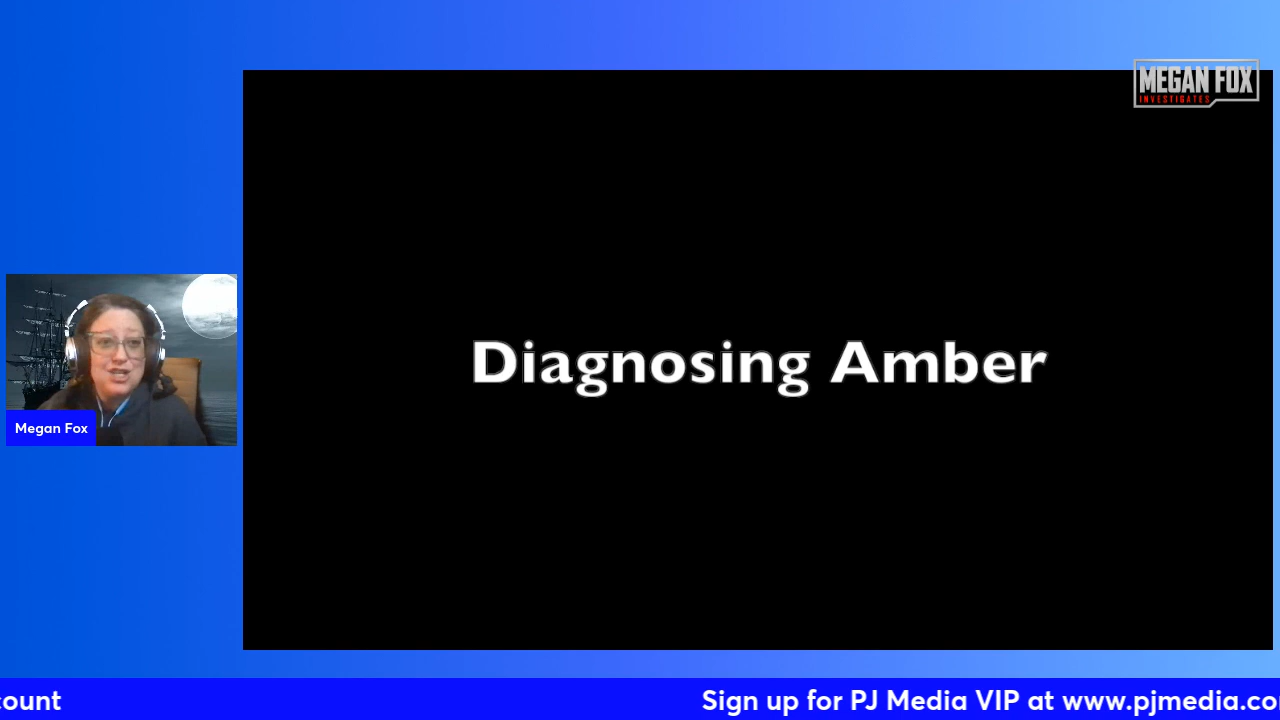 MEGAN FOX
INVESTIGATES
Diagnosing Amber
Megan Fox
count
Sign up for PJ Media VIP at www.pjmedia.co